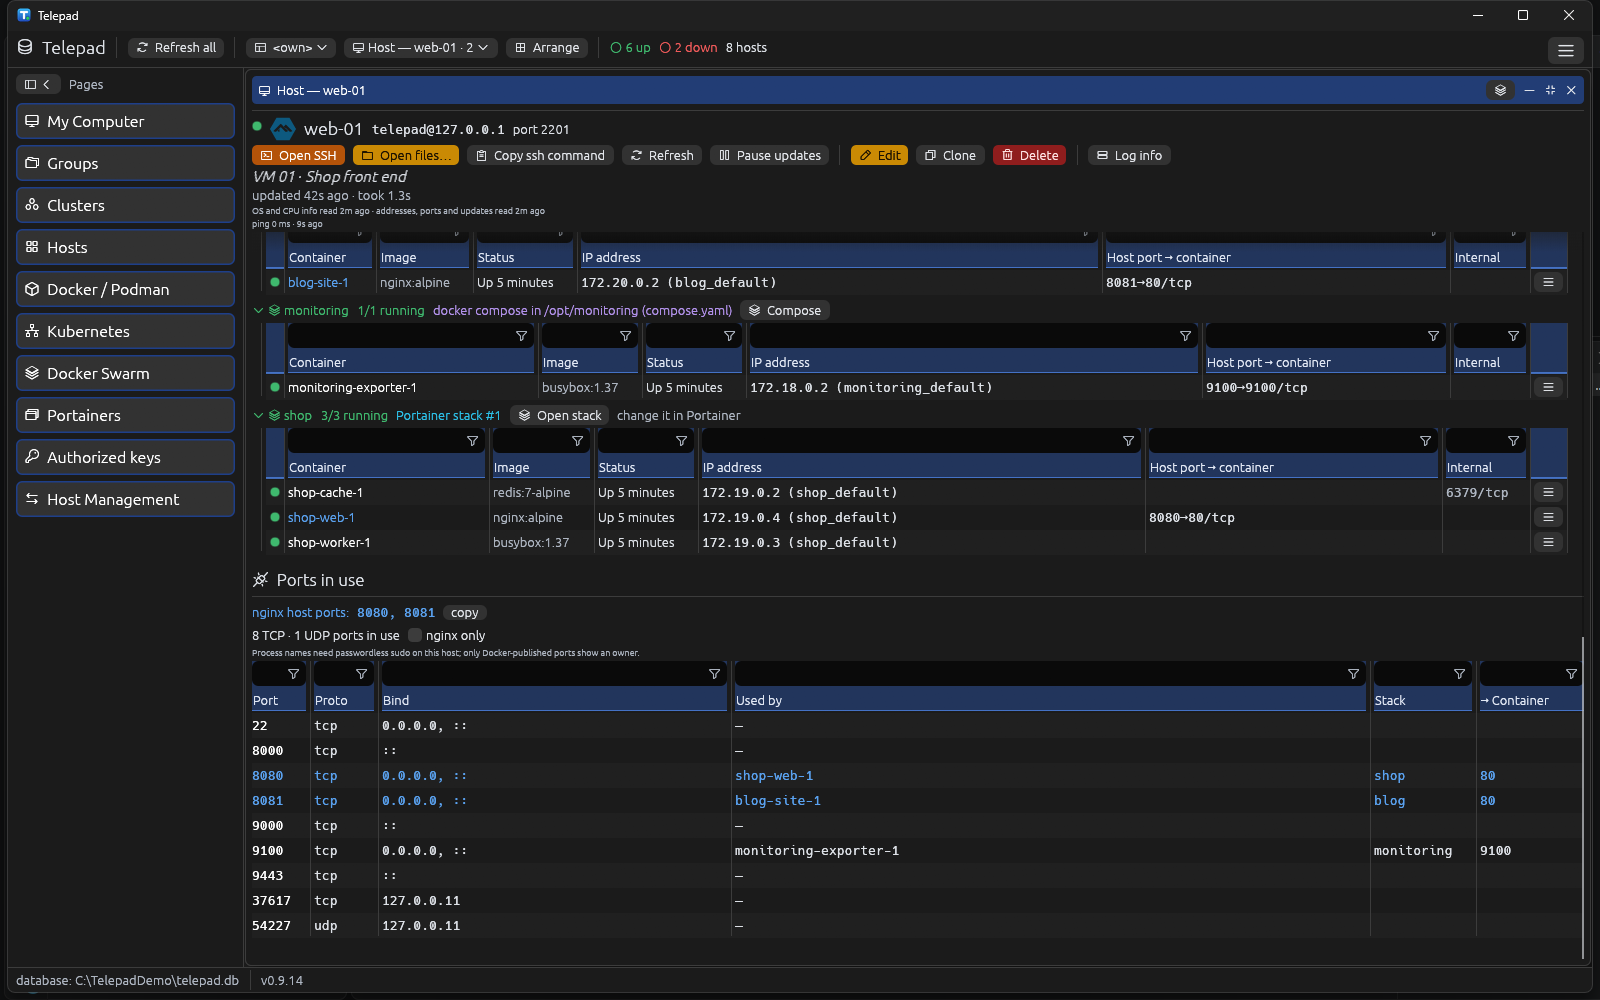 Telepad
Telepad Refresh all <own> Host — web-01 · 2 Arrange 6 up 2 down 8 hosts
Pages
My Computer
Groups
Clusters
Hosts
Docker / Podman
Kubernetes
Docker Swarm
Portainers
Authorized keys
Host Management
Host — web-01
web-01 telepad@127.0.0.1 port 2201
Open SSH Open files... Copy ssh command Refresh Pause updates Edit Clone Delete Log info
VM 01 · Shop front end
updated 42s ago · took 1.3s
OS and CPU info read 2m ago · addresses, ports and updates read 2m ago
ping 0 ms · 9s ago
Container Image Status IP address Host port → container Internal
blog-site-1 nginx:alpine Up 5 minutes 172.20.0.2 (blog_default) 8081→80/tcp
monitoring 1/1 running docker compose in /opt/monitoring (compose.yaml) Compose
Container Image Status IP address Host port → container Internal
monitoring-exporter-1 busybox:1.37 Up 5 minutes 172.18.0.2 (monitoring_default) 9100→9100/tcp
shop 3/3 running Portainer stack #1 Open stack change it in Portainer
Container Image Status IP address Host port → container Internal
shop-cache-1 redis:7-alpine Up 5 minutes 172.19.0.2 (shop_default) 6379/tcp
shop-web-1 nginx:alpine Up 5 minutes 172.19.0.4 (shop_default) 8080→80/tcp
shop-worker-1 busybox:1.37 Up 5 minutes 172.19.0.3 (shop_default)
Ports in use
nginx host ports: 8080, 8081 copy
8 TCP · 1 UDP ports in use nginx only
Process names need passwordless sudo on this host; only Docker-published ports show an owner.
Port Proto Bind Used by Stack → Container
22 tcp 0.0.0.0, :: —
8000 tcp :: —
8080 tcp 0.0.0.0, :: shop-web-1 shop 80
8081 tcp 0.0.0.0, :: blog-site-1 blog 80
9000 tcp :: —
9100 tcp 0.0.0.0, :: monitoring-exporter-1 monitoring 9100
9443 tcp :: —
37617 tcp 127.0.0.11 —
54227 udp 127.0.0.11 —
database: C:\TelepadDemo\telepad.db v0.9.14